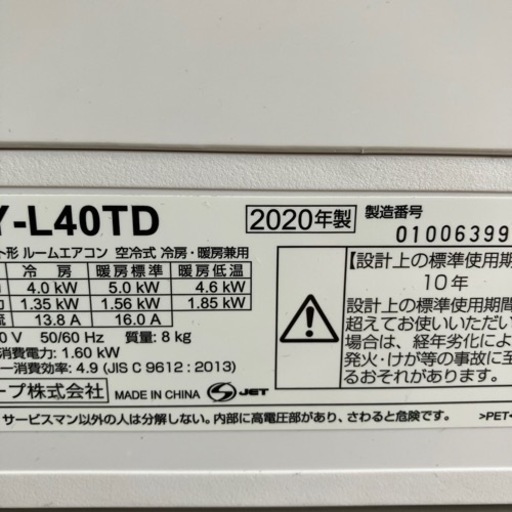 Y-L40TD 2020年製 製造番号
01006399
ト形 ルームエアコン 空冷式 冷房・暖房兼用
冷房 暖房標準 暖房低温
4.0 kW 5.0 kW 4.6 kW
力 1.35 kW 1.56 kW 1.85 kW
流 13.8 A 16.0 A
0 V 50/60 Hz 質量: 8 kg
消費電力: 1.60 kW
ー消費効率: 4.9 (JIS C 9612 : 2013)
ープ株式会社 MADE IN CHINA JET
【設計上の標準使用期
10 年
設計上の標準使用期間
超えてお使いいただい
場合は、経年劣化によ
発火・けが等の事故に至
るおそれがあります。
サービスマン以外の人は分解しない。内部に高電圧部があり、さわると危険です。 >PET<